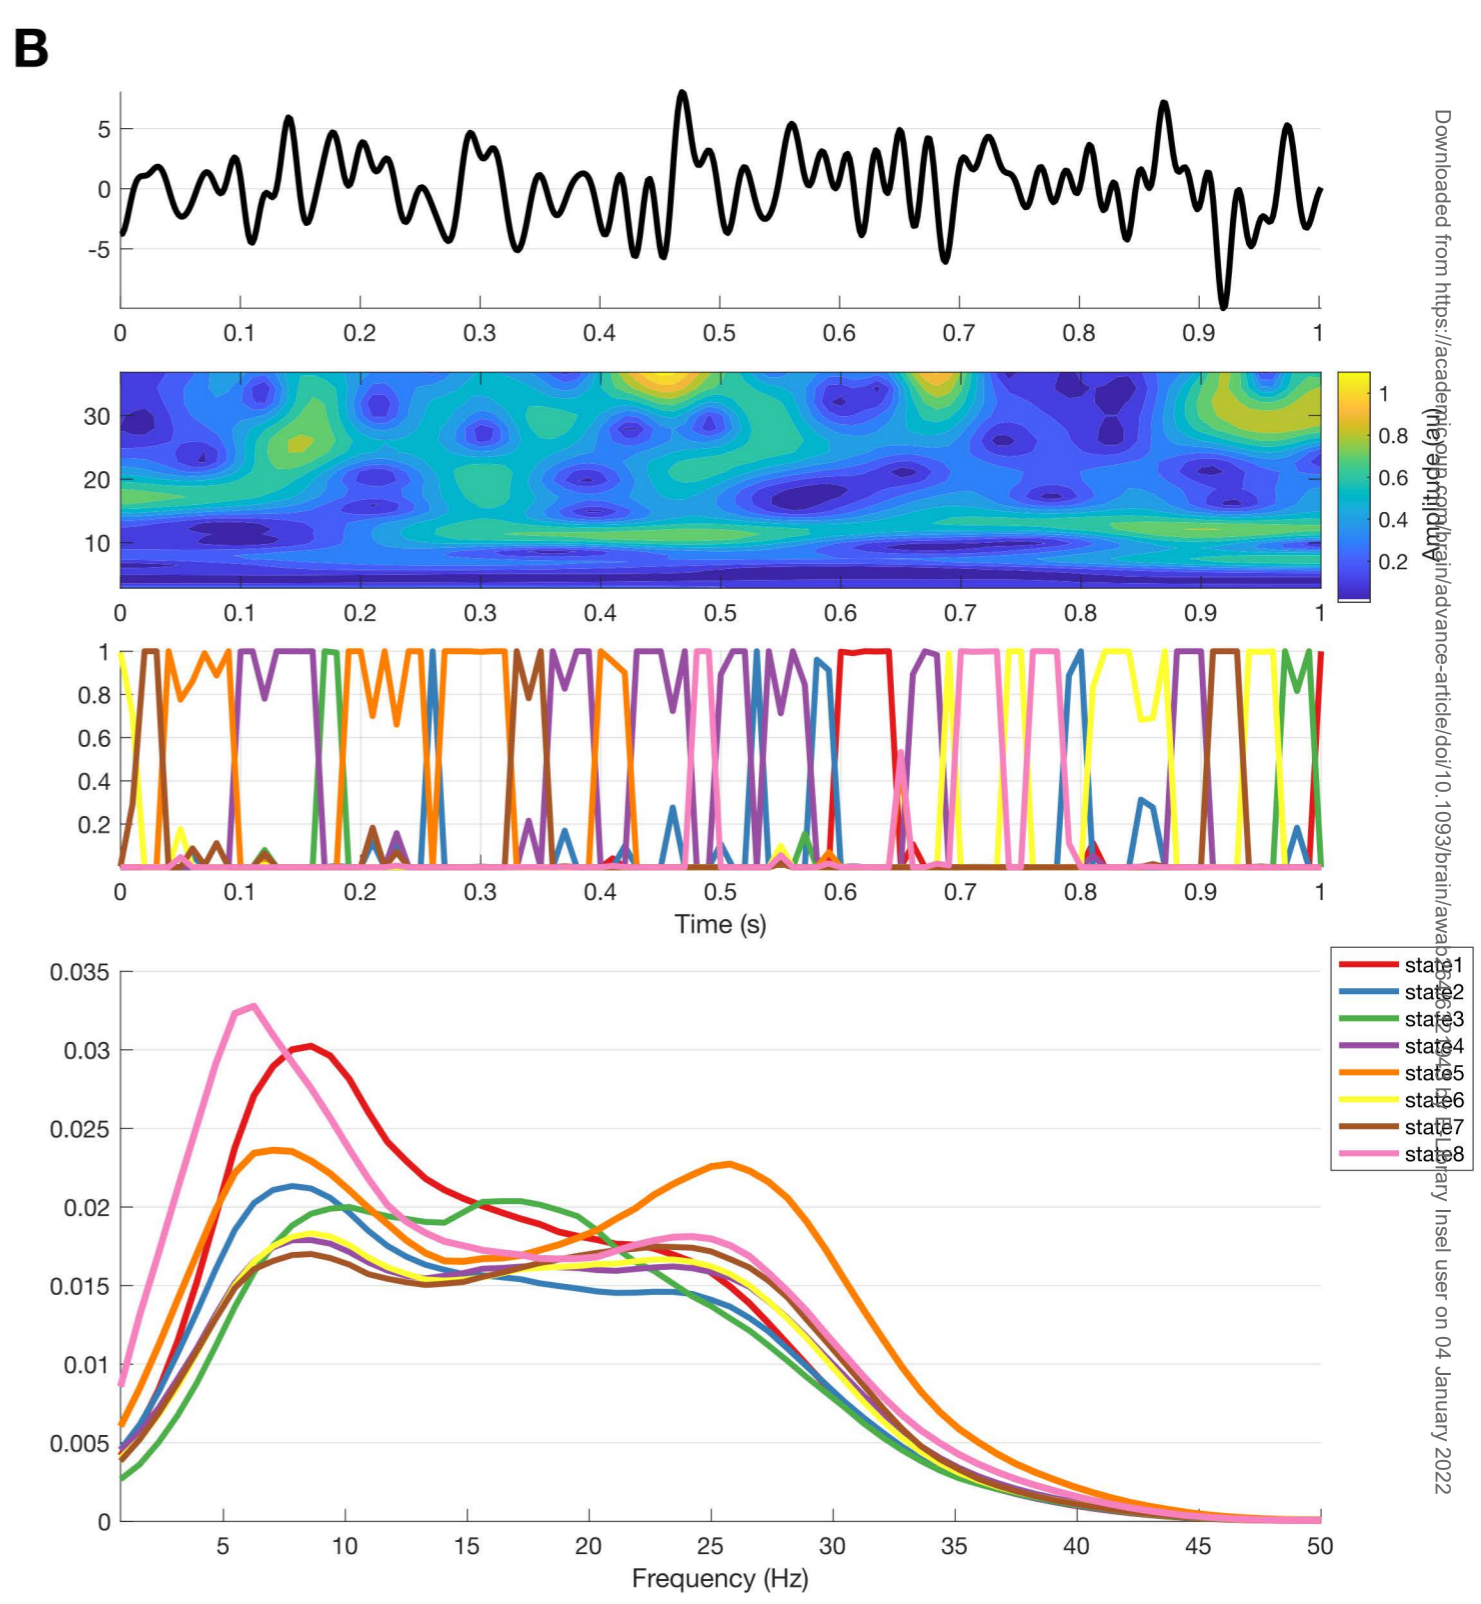 B
5
0
-5
0 0.1 0.2 0.3 0.4 0.5 0.6 0.7 0.8 0.9 1
30
20
10
0 0.1 0.2 0.3 0.4 0.5 0.6 0.7 0.8 0.9 1
1
0.8
0.6
0.4
0.2
Amplitude (au)
1
0.8
0.6
0.4
0.2
0 0.1 0.2 0.3 0.4 0.5 0.6 0.7 0.8 0.9 1
Time (s)
0.035
0.03
0.025
0.02
0.015
0.01
0.005
0
5 10 15 20 25 30 35 40 45 50
Frequency (Hz)
state1
state2
state3
state4
state5
state6
state7
state8
Downloaded from https://academic.oup.com/brain/advance-article/doi/10.1093/brain/ by E-Library Insel user on 04 January 2022